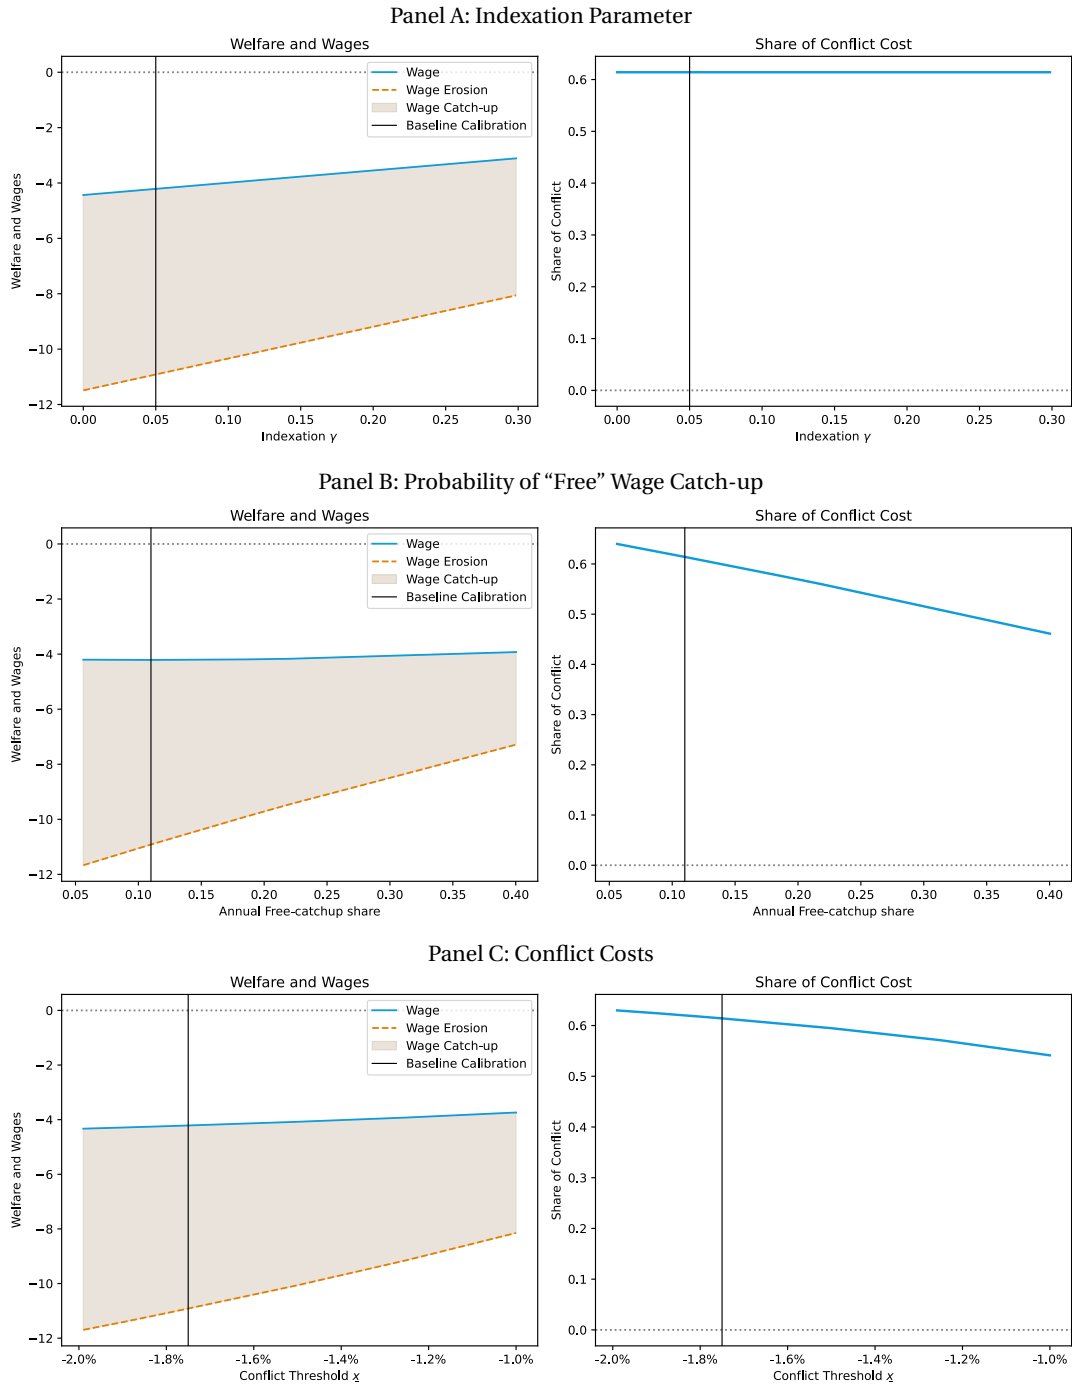 Panel A: Indexation Parameter
Welfare and Wages
Welfare and Wages
0
−2
−4
−6
−8
−10
−12
Wage
Wage Erosion
Wage Catch-up
Baseline Calibration
0.00 0.05 0.10 0.15 0.20 0.25 0.30
Indexation γ
Share of Conflict Cost
Share of Conflict
0.6
0.5
0.4
0.3
0.2
0.1
0.0
0.00 0.05 0.10 0.15 0.20 0.25 0.30
Indexation γ
Panel B: Probability of “Free” Wage Catch-up
Welfare and Wages
Welfare and Wages
0
−2
−4
−6
−8
−10
−12
Wage
Wage Erosion
Wage Catch-up
Baseline Calibration
0.05 0.10 0.15 0.20 0.25 0.30 0.35 0.40
Annual Free-catchup share
Share of Conflict Cost
Share of Conflict
0.6
0.5
0.4
0.3
0.2
0.1
0.0
0.05 0.10 0.15 0.20 0.25 0.30 0.35 0.40
Annual Free-catchup share
Panel C: Conflict Costs
Welfare and Wages
Welfare and Wages
0
−2
−4
−6
−8
−10
−12
Wage
Wage Erosion
Wage Catch-up
Baseline Calibration
-2.0% -1.8% -1.6% -1.4% -1.2% -1.0%
Conflict Threshold x̱
Share of Conflict Cost
Share of Conflict
0.6
0.5
0.4
0.3
0.2
0.1
0.0
-2.0% -1.8% -1.6% -1.4% -1.2% -1.0%
Conflict Threshold x̱